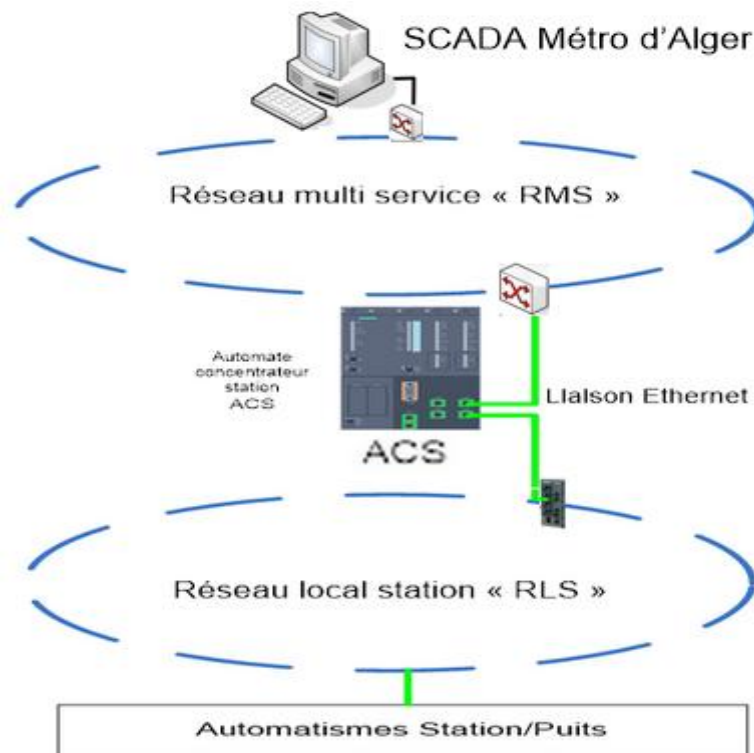 SCADA Métro d'Alger
Réseau multi service « RMS »
Automate
concentrateur
station
ACS
LIaIson Ethernet
ACS
Réseau local station « RLS »
Automatismes Station/Puits